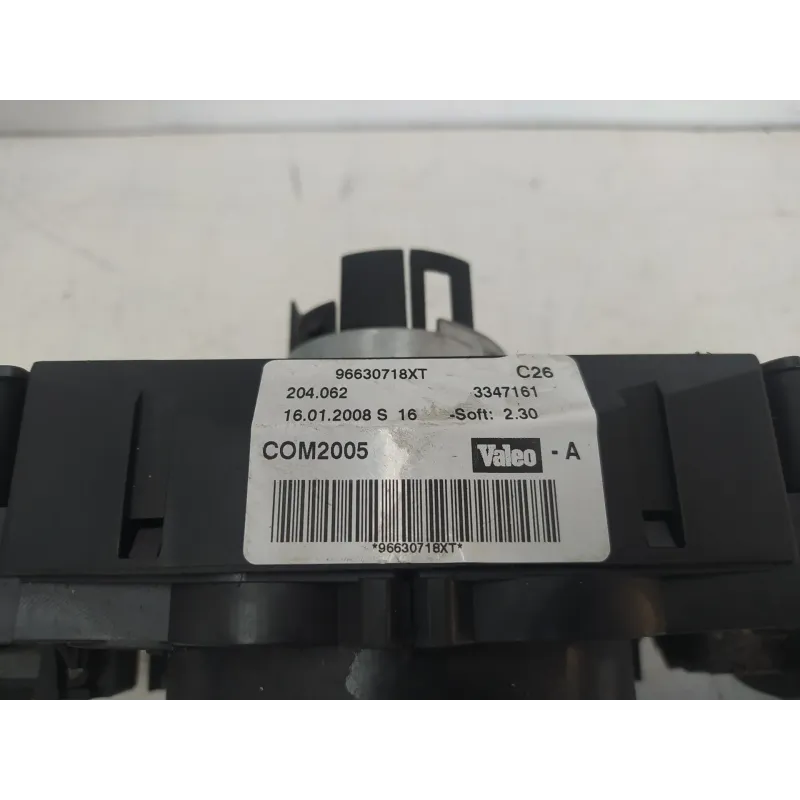 96630718XT C26
204.062 3347161
16.01.2008 S 16 -Soft: 2.30
COM2005 Valeo - A
*96630718XT*